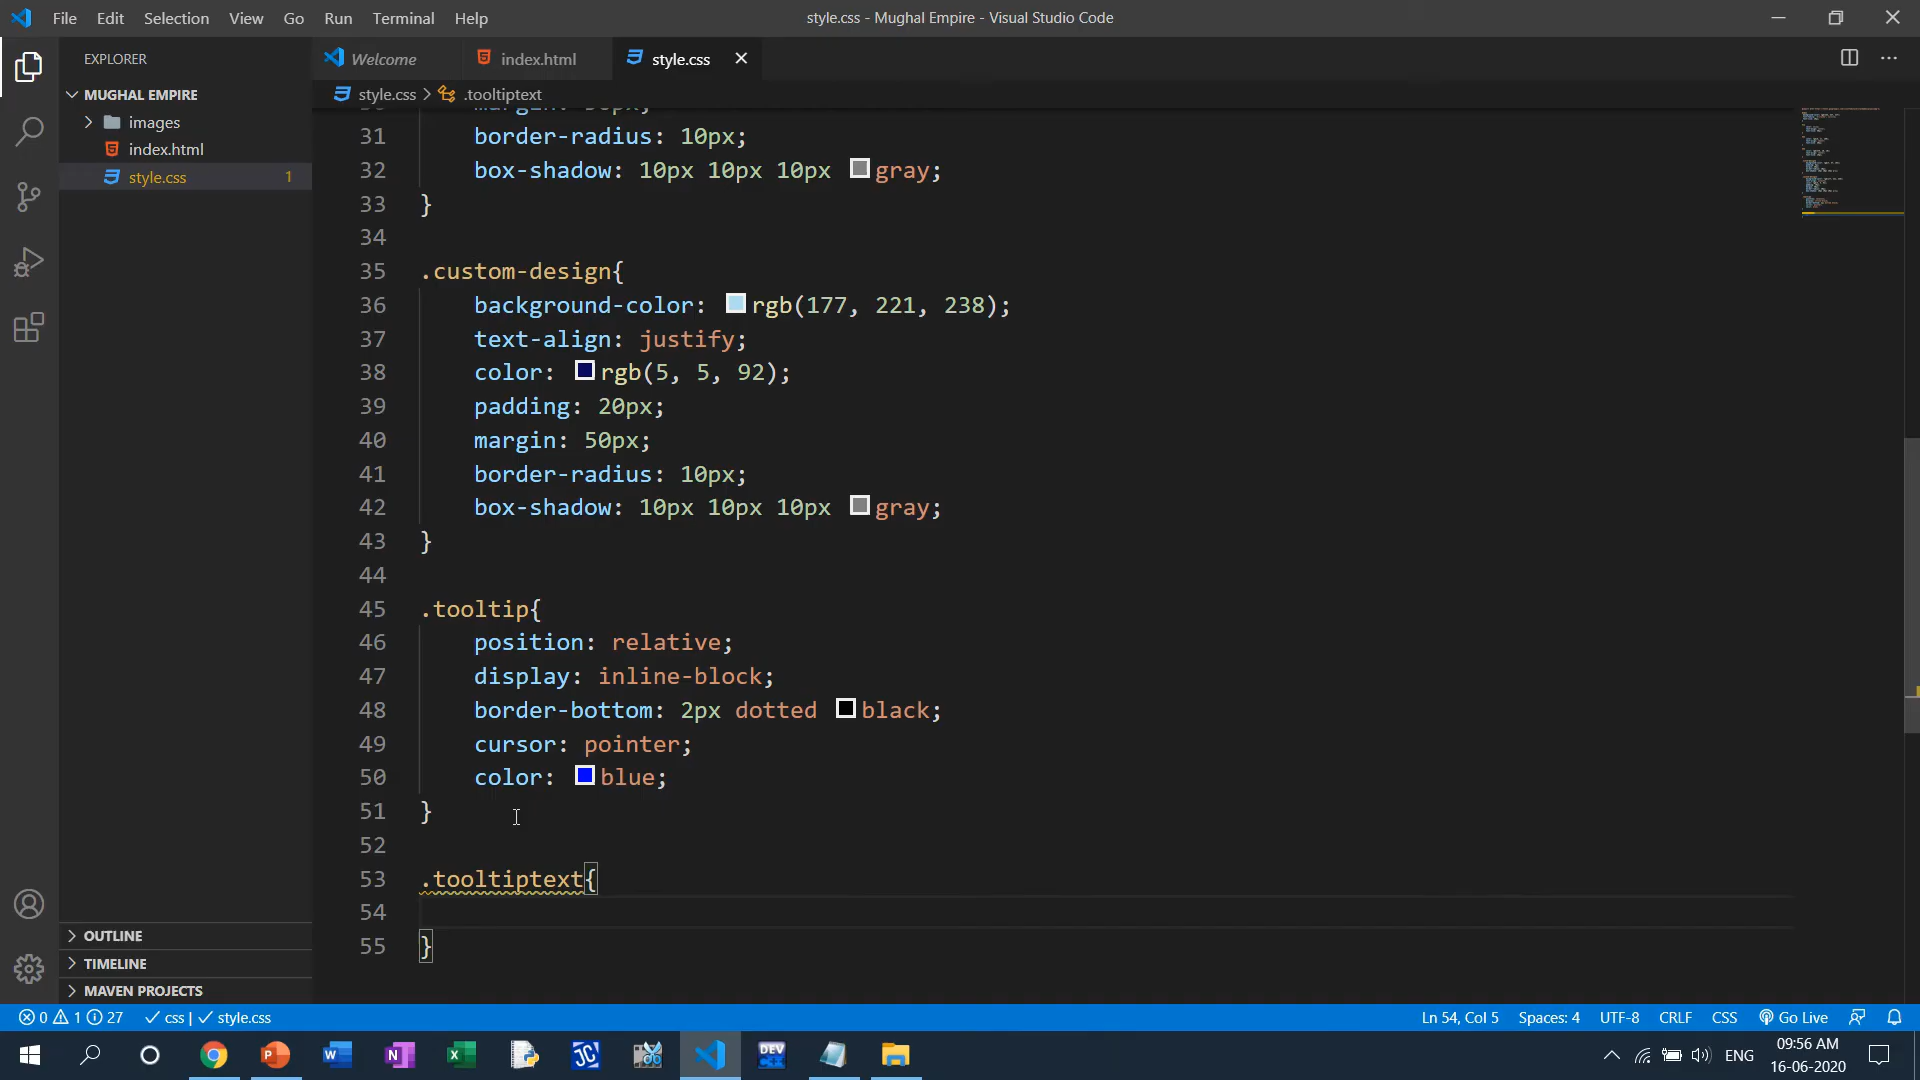 File Edit Selection View Go Run Terminal Help
style.css - Mughal Empire - Visual Studio Code
EXPLORER
MUGHAL EMPIRE
images
index.html
style.css 1
Welcome
index.html
style.css
style.css > .tooltiptext
31 border-radius: 10px;
32 box-shadow: 10px 10px 10px gray;
33 }
34
35 .custom-design{
36 background-color: rgb(177, 221, 238);
37 text-align: justify;
38 color: rgb(5, 5, 92);
39 padding: 20px;
40 margin: 50px;
41 border-radius: 10px;
42 box-shadow: 10px 10px 10px gray;
43 }
44
45 .tooltip{
46 position: relative;
47 display: inline-block;
48 border-bottom: 2px dotted black;
49 cursor: pointer;
50 color: blue;
51 }
52
53 .tooltiptext{
54
55 }
OUTLINE
TIMELINE
MAVEN PROJECTS
0 1 27 css | style.css
Ln 54, Col 5 Spaces: 4 UTF-8 CRLF CSS Go Live
ENG
09:56 AM
16-06-2020